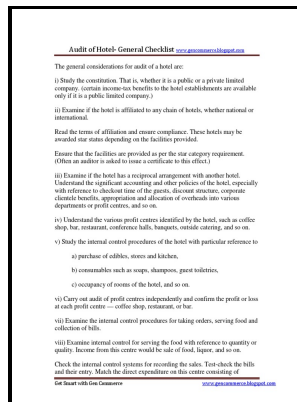 Audit of Hotel- General Checklist www.gencommerce.blogspot.com
The general considerations for audit of a hotel are:
i) Study the constitution. That is, whether it is a public or a private limited
company. (certain income-tax benefits to the hotel establishments are available
only if it is a public limited company.)
ii) Examine if the hotel is affiliated to any chain of hotels, whether national or
international.
Read the terms of affiliation and ensure compliance. These hotels may be
awarded star status depending on the facilities provided.
Ensure that the facilities are provided as per the star category requirement.
(Often an auditor is asked to issue a certificate to this effect.)
iii) Examine if the hotel has a reciprocal arrangement with another hotel.
Understand the significant accounting and other policies of the hotel, especially
with reference to checkout time of the guests, discount structure, corporate
clientele benefits, appropriation and allocation of overheads into various
departments or profit centres, and so on.
iv) Understand the various profit centres identified by the hotel, such as coffee
shop, bar, restaurant, conference halls, banquets, outside catering, and so on.
v) Study the internal control procedures of the hotel with particular reference to
a) purchase of edibles, stores and kitchen,
b) consumables such as soaps, shampoos, guest toiletries,
c) occupancy of rooms of the hotel, and so on.
vi) Carry out audit of profit centres independently and confirm the profit or loss
at each profit centre — coffee shop, restaurant, or bar.
vii) Examine the internal control procedures for taking orders, serving food and
collection of bills.
viii) Examine internal control for serving the food with reference to quantity or
quality. Income from this centre would be sale of food, liquor, and so on.
Check the internal control systems for recording the sales. Test-check the bills
and their entry. Match the direct expenditure on this centre consisting of
Get Smart with Gen Commerce www.gencommerce.blogspot.com